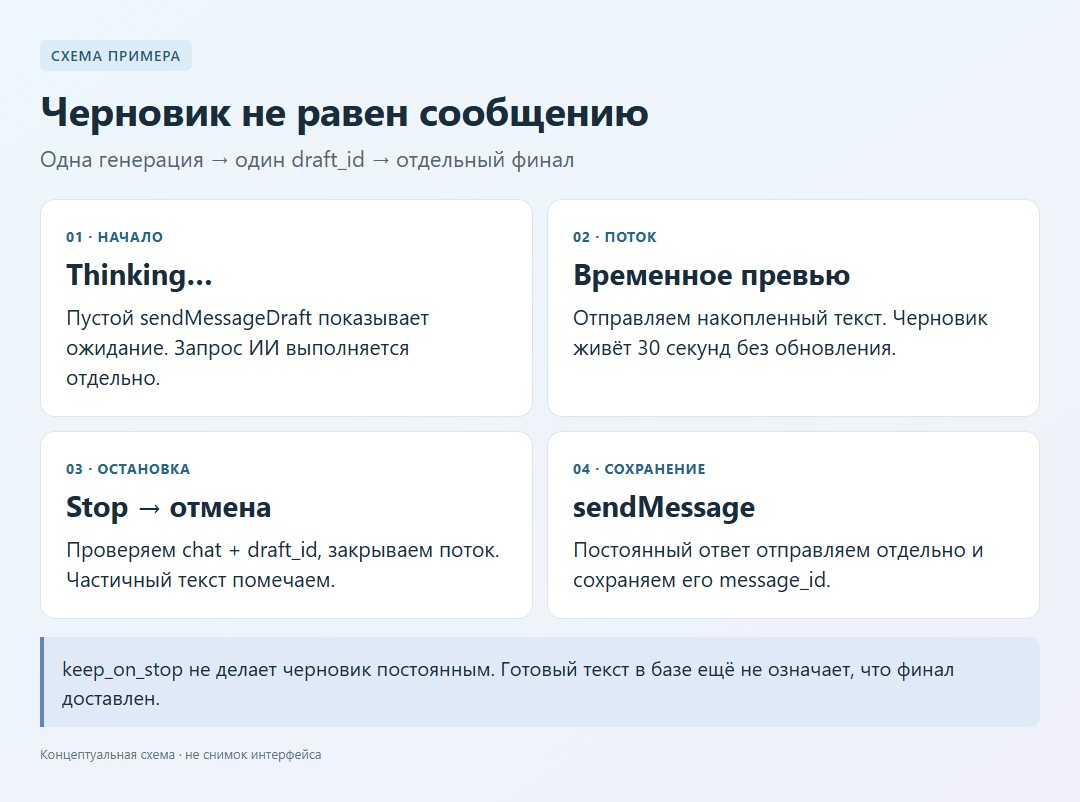 СХЕМА ПРИМЕРА
Черновик не равен сообщению
Одна генерация → один draft_id → отдельный финал
01 · НАЧАЛО
Thinking...
Пустой sendMessageDraft показывает
ожидание. Запрос ИИ выполняется
отдельно.
02 · ПОТОК
Временное превью
Отправляем накопленный текст. Черновик
живёт 30 секунд без обновления.
03 · ОСТАНОВКА
Stop → отмена
Проверяем chat + draft_id, закрываем поток.
Частичный текст помечаем.
04 · СОХРАНЕНИЕ
sendMessage
Постоянный ответ отправляем отдельно и
сохраняем его message_id.
keep_on_stop не делает черновик постоянным. Готовый текст в базе ещё не означает, что финал
доставлен.
Концептуальная схема · не снимок интерфейса